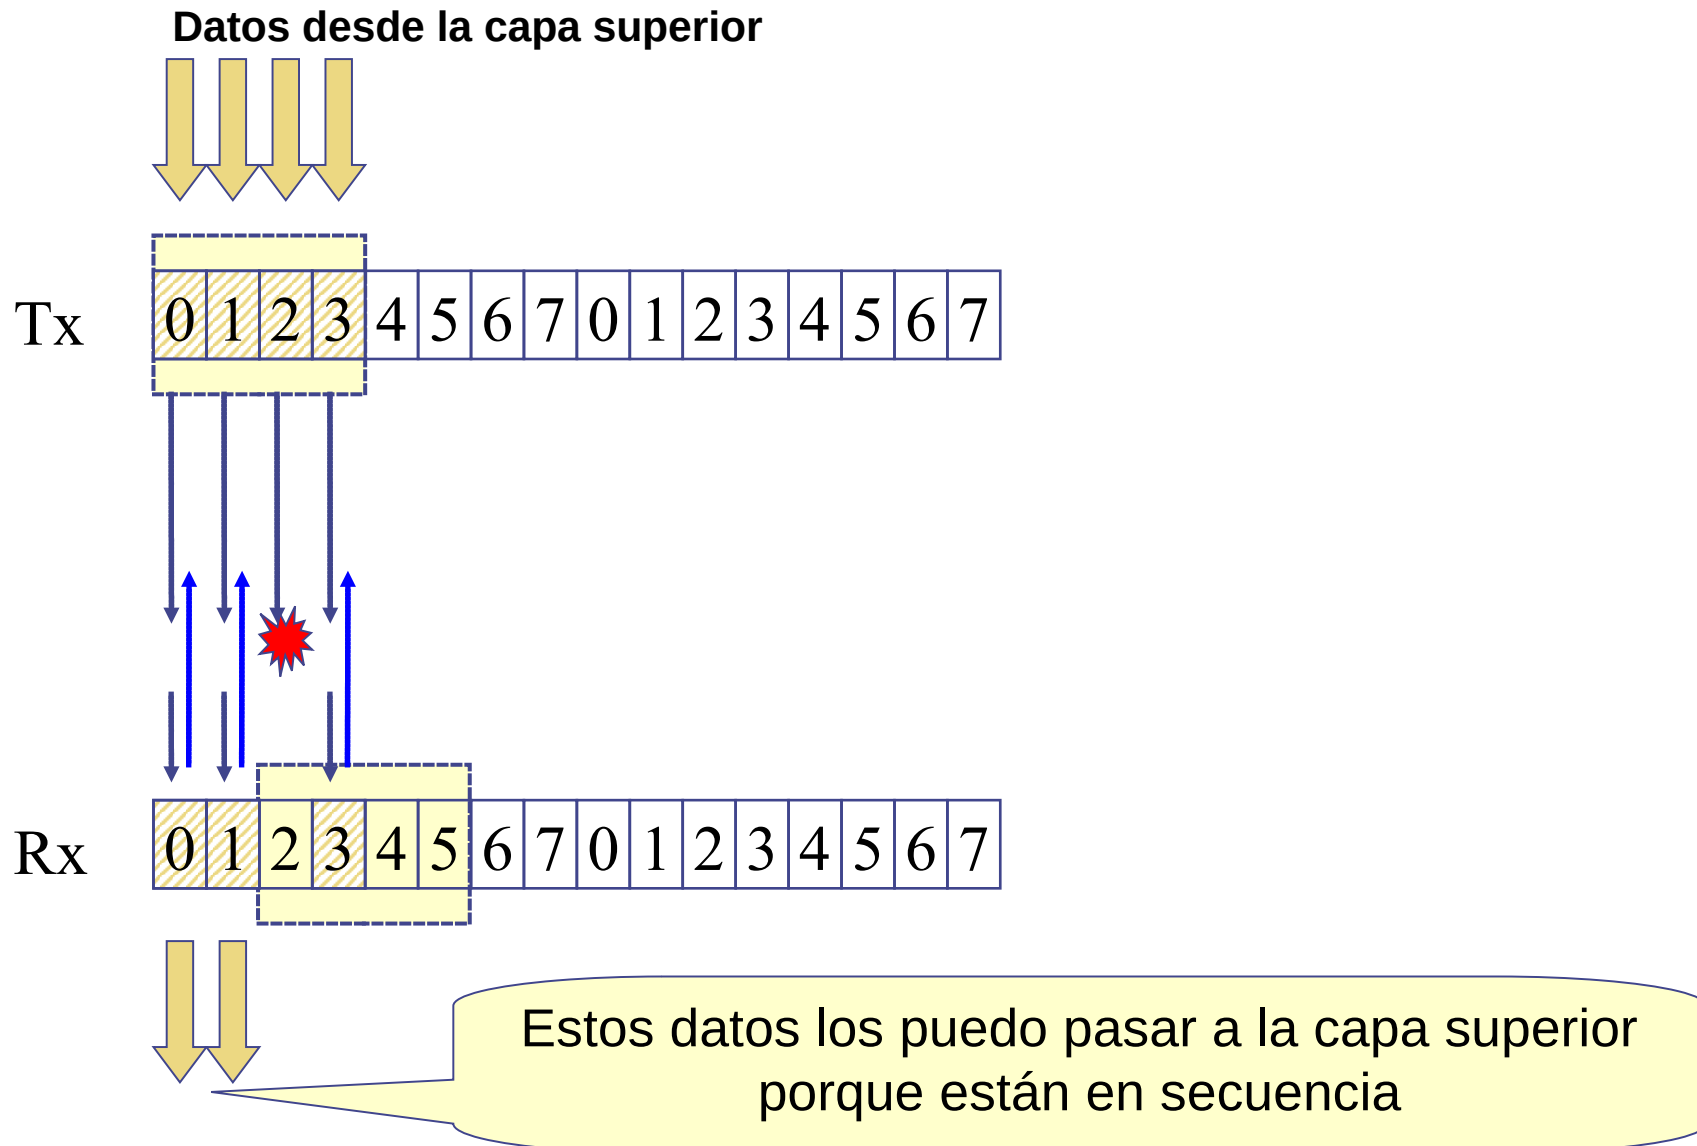 Datos desde la capa superior
Tx 0 1 2 3 4 5 6 7 0 1 2 3 4 5 6 7
Rx 0 1 2 3 4 5 6 7 0 1 2 3 4 5 6 7
Estos datos los puedo pasar a la capa superior
porque están en secuencia